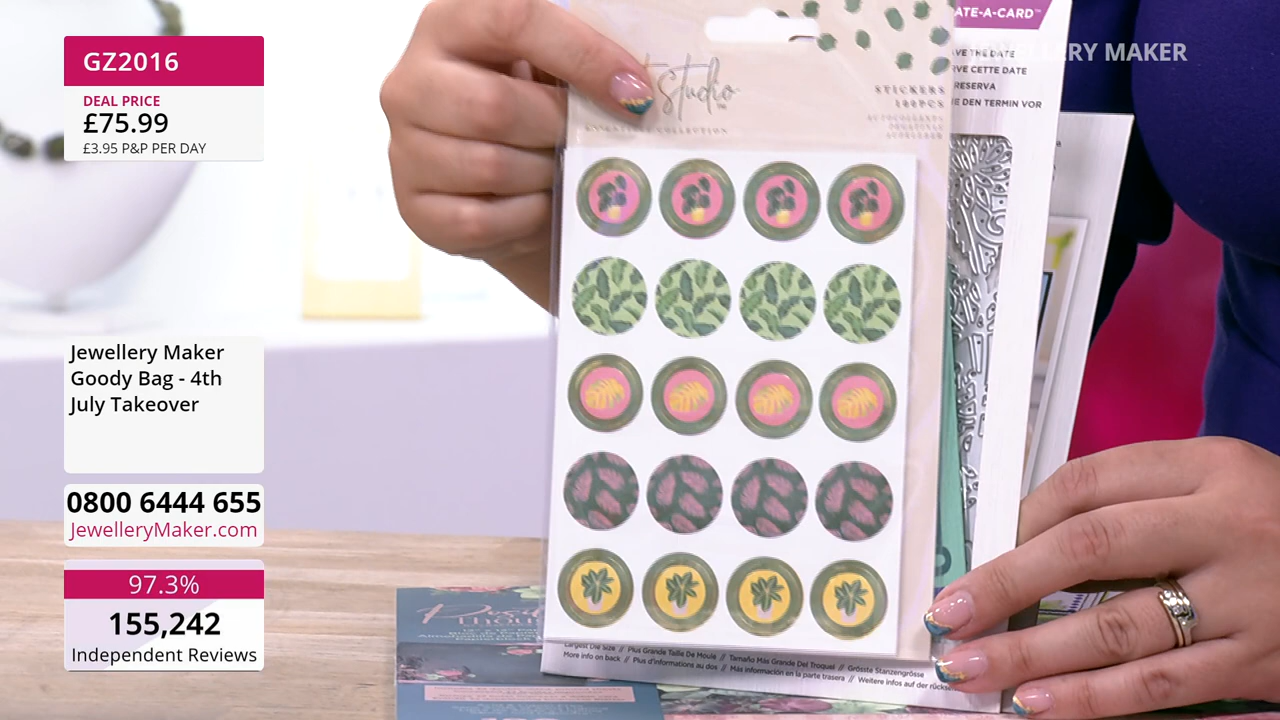 GZ2016
DEAL PRICE
£75.99
£3.95 P&P PER DAY
Jewellery Maker
Goody Bag - 4th
July Takeover
0800 6444 655
JewelleryMaker.com
97.3%
155,242
Independent Reviews
JEWELLERY MAKER
ATE-A-CARD™
AVE THE DATE
CETTE DATE
RESERVA
DEN TERMIN VOR
Studio
STICKERS
COLLECTION
Largest Die Size // Plus Grande Taille De Moule // Tamaño Más Grande Del Troquel // Grösste Stanzengrösse
More info on back // Plus d'informations au dos // Más información en la parte trasera // Weitere infos auf der